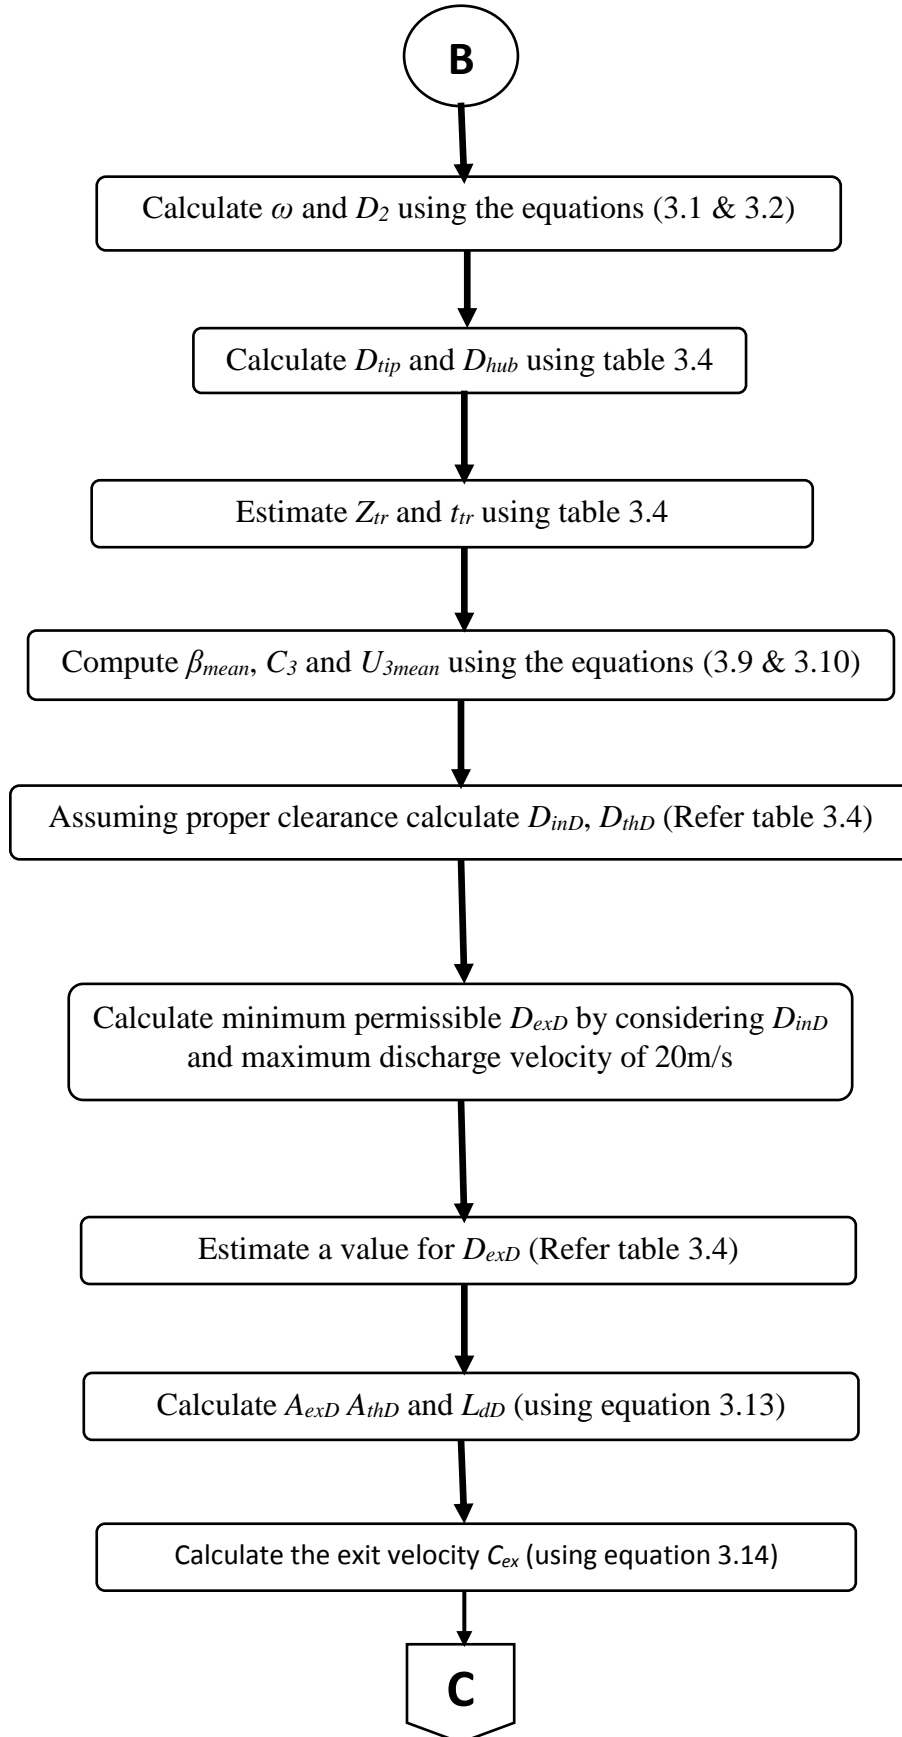 B
Calculate ω and D2 using the equations (3.1 & 3.2)
Calculate Dtip and Dhub using table 3.4
Estimate Ztr and ttr using table 3.4
Compute βmean, C3 and U3mean using the equations (3.9 & 3.10)
Assuming proper clearance calculate DinD, DthD (Refer table 3.4)
Calculate minimum permissible DexD by considering DinD
and maximum discharge velocity of 20m/s
Estimate a value for DexD (Refer table 3.4)
Calculate AexD AthD and LdD (using equation 3.13)
Calculate the exit velocity Cex (using equation 3.14)
C